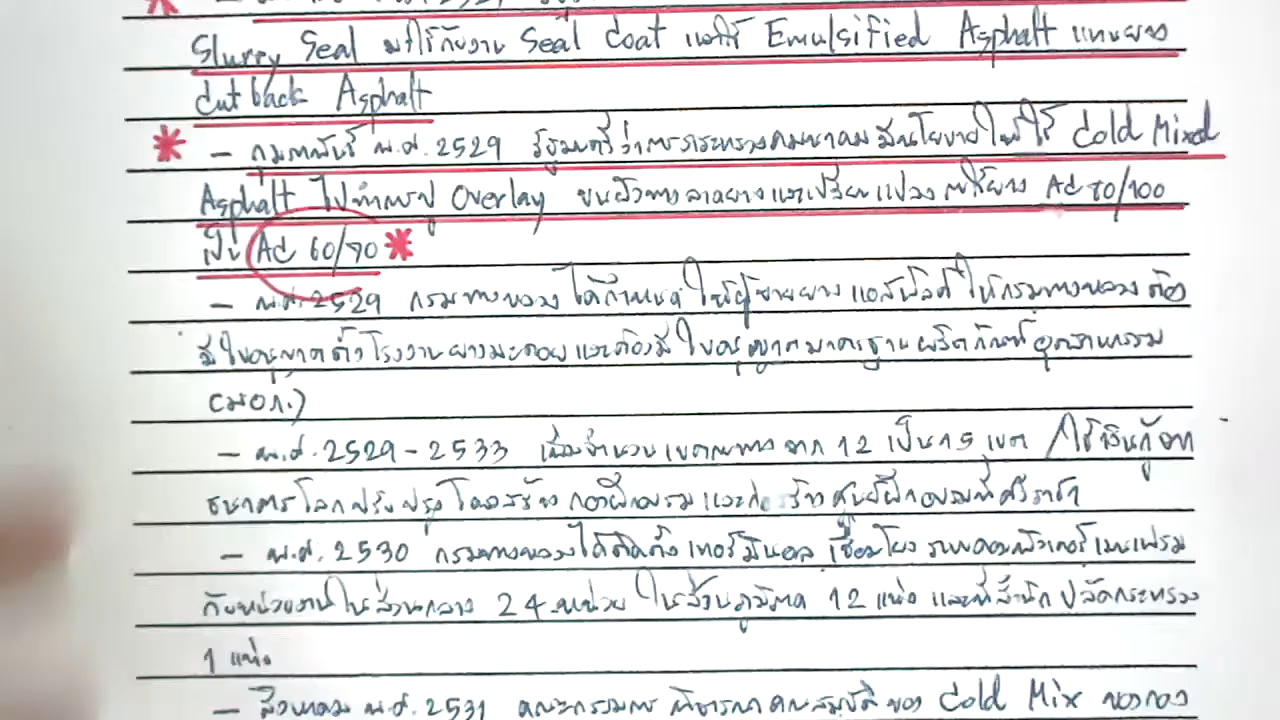 Slurry Seal มาใช้กับงาน Seal Coat และใช้ Emulsified Asphalt แทนยาง
Cut back Asphalt
* - กุมภาพันธ์ พ.ศ. 2529 รัฐมนตรีว่าการกระทรวงคมนาคม มีนโยบายให้ใช้ Cold Mixed
Asphalt ไปทำการปู Overlay บนผิวทางลาดยางและเปลี่ยนแปลงการใช้ยาง AC 80/100
เป็น AC 60/70 *
- พ.ศ. 2529 กรมทางหลวง ได้กำหนดให้ผู้ขายยางแอสฟัลต์ให้กรมทางหลวง ต้อง
มีใบอนุญาตตั้งโรงงานยางมะตอยและต้องมีใบอนุญาตมาตรฐานผลิตภัณฑ์อุตสาหกรรม
(มอก.)
- พ.ศ. 2529 - 2533 เพิ่มจำนวนเขตการทาง จาก 12 เป็น 15 เขต ใช้เงินกู้จาก
ธนาคารโลกปรับปรุงโครงสร้าง กองฝึกอบรม และก่อสร้างศูนย์ฝึกอบรมที่ศรีราชา
- พ.ศ. 2530 กรมทางหลวงได้ติดตั้งเทอร์มินอล เชื่อมโยงระบบคอมพิวเตอร์เมนเฟรม
กับหน่วยงานในส่วนกลาง 24 หน่วย ในส่วนภูมิภาค 12 แห่ง และที่สำนักปลัดกระทรวง
1 แห่ง
- สิงหาคม พ.ศ. 2531 คณะกรรมการ พิจารณาคุณสมบัติของ Cold Mix ของกอง